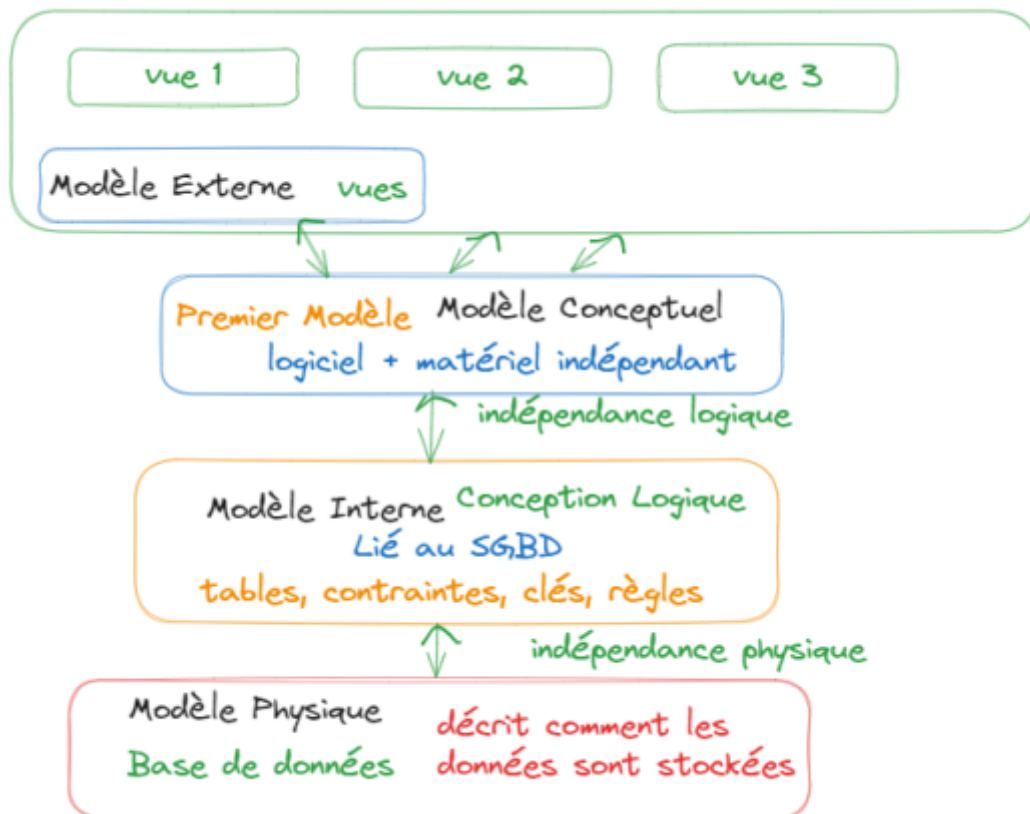 vue 1 vue 2 vue 3
Modèle Externe vues
Premier Modèle Modèle Conceptuel
logiciel + matériel indépendant
indépendance logique
Modèle Interne Conception Logique
Lié au SGBD
tables, contraintes, clés, règles
indépendance physique
Modèle Physique décrit comment les
Base de données données sont stockées